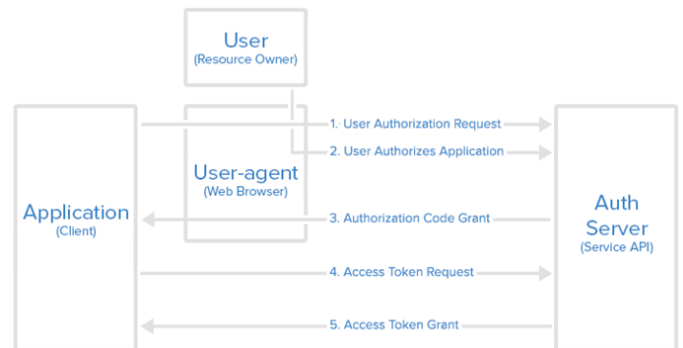 User
(Resource Owner)
1. User Authorization Request
2. User Authorizes Application
User-agent
(Web Browser)
Application
(Client)
3. Authorization Code Grant
Auth
Server
(Service API)
4. Access Token Request
5. Access Token Grant